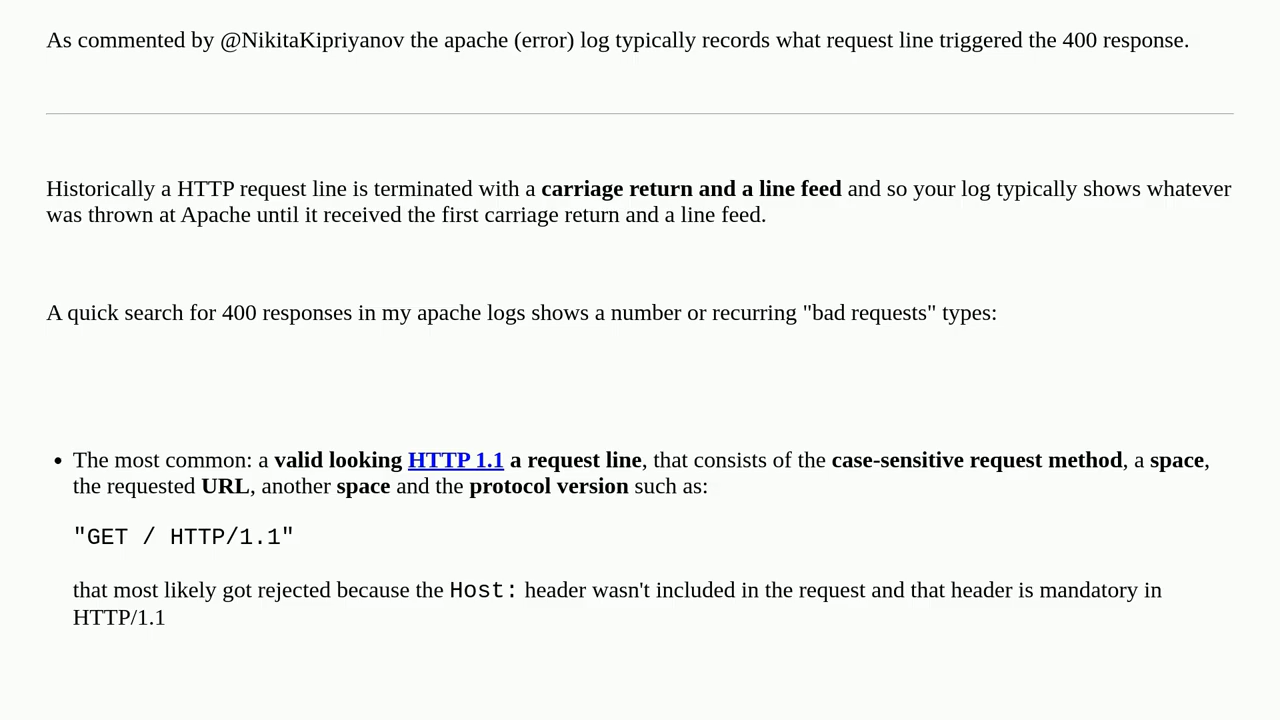 As commented by @NikitaKipriyanov the apache (error) log typically records what request line triggered the 400 response.
Historically a HTTP request line is terminated with a carriage return and a line feed and so your log typically shows whatever
was thrown at Apache until it received the first carriage return and a line feed.
A quick search for 400 responses in my apache logs shows a number or recurring "bad requests" types:
• The most common: a valid looking HTTP 1.1 a request line, that consists of the case-sensitive request method, a space,
the requested URL, another space and the protocol version such as:
"GET / HTTP/1.1"
that most likely got rejected because the Host: header wasn't included in the request and that header is mandatory in
HTTP/1.1